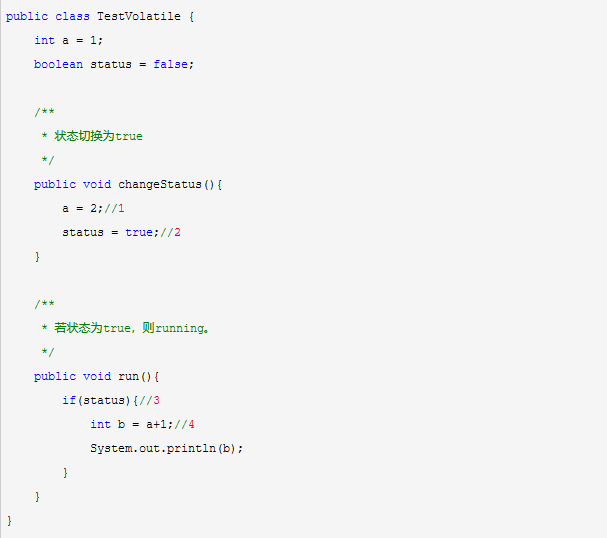 public class TestVolatile {
    int a = 1;
    boolean status = false;

    /**
     * 状态切换为true
     */
    public void changeStatus(){
        a = 2;//1
        status = true;//2
    }

    /**
     * 若状态为true，则running。
     */
    public void run(){
        if(status){//3
            int b = a+1;//4
            System.out.println(b);
        }
    }
}